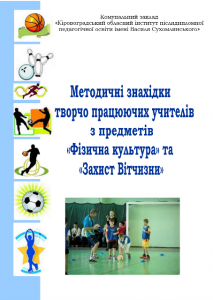 Комунальний заклад
«Кіровоградський обласний інститут післядипломної
педагогічної освіти імені Василя Сухомлинського»
Методичні знахідки
творчо працюючих учителів
з предметів
«Фізична культура» та
«Захист Вітчизни»